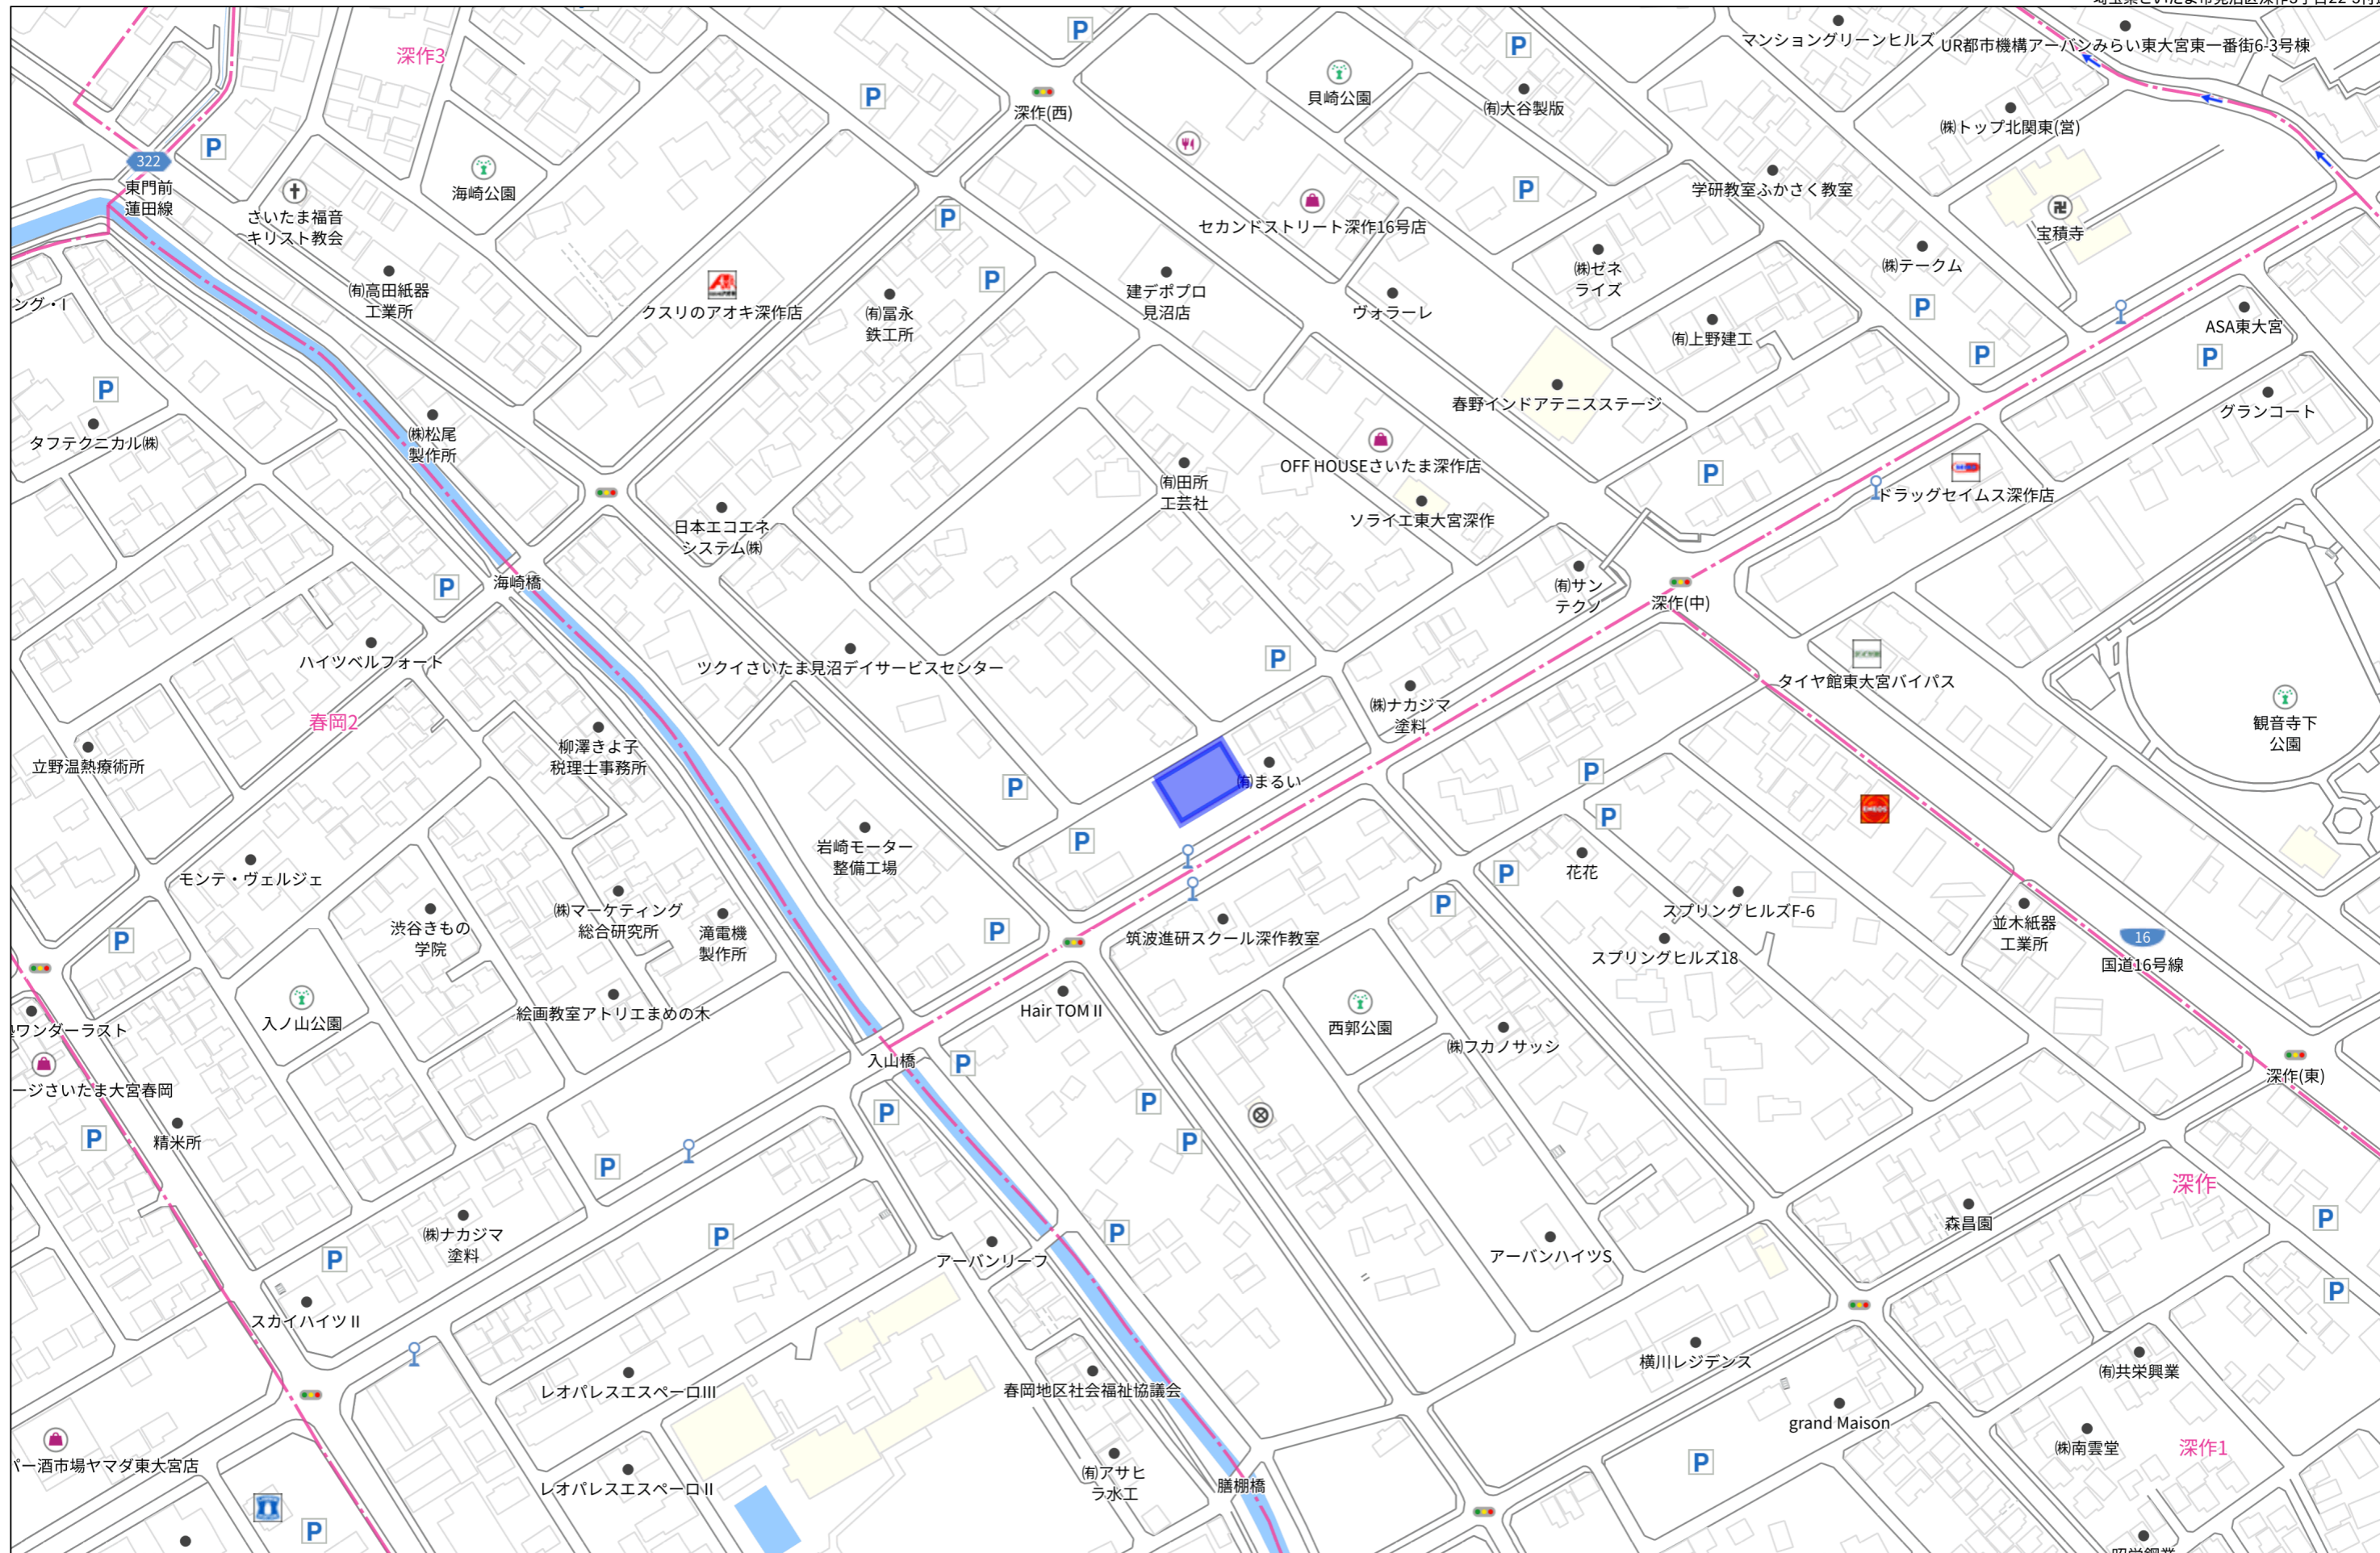 深作3
マンショングリーンヒルズ
UR都市機構アーバンみらい東大宮東一番街6-3号棟
P
P
P
貝崎公園
深作(西)
㈲大谷製版
㈱トップ北関東(営)
P
322
東門前
蓮田線
海崎公園
さいたま福音
キリスト教会
P
セカンドストリート深作16号店
P
学研教室ふかさく教室
宝積寺
㈲高田紙器
工業所
クスリのアオキ深作店
㈲冨永
鉄工所
P
建デポプロ
見沼店
ヴォラーレ
㈱ゼネ
ライズ
㈲上野建工
㈱テークム
P
ASA東大宮
ング・I
P
タフテクニカル㈱
㈱松尾
製作所
春野インドアテニスステージ
P
P
グランコート
日本エコエネ
システム㈱
㈲田所
工芸社
OFF HOUSEさいたま深作店
ソライエ東大宮深作
P
ドラッグセイムス深作店
海崎橋
P
㈲サン
テクノ
深作(中)
ハイツベルフォート
ツクイさいたま見沼デイサービスセンター
P
㈱ナカジマ
塗料
タイヤ館東大宮バイパス
観音寺下
公園
春岡2
立野温熱療術所
柳澤きよ子
税理士事務所
P
㈲まるい
P
P
ENEOS
岩崎モーター
整備工場
P
花花
モンテ・ヴェルジェ
渋谷きもの
学院
㈱マーケティング
総合研究所
滝電機
製作所
P
筑波進研スクール深作教室
P
P
スプリングヒルズF-6
スプリングヒルズ18
並木紙器
工業所
16
国道16号線
P
入ノ山公園
絵画教室アトリエまめの木
Hair TOMⅡ
西郭公園
㈱フカノサッシ
ワンダーラスト
ージさいたま大宮春岡
入山橋
P
P
P
P
深作(東)
P
精米所
P
深作
㈱ナカジマ
塗料
P
P
アーバンリーフ
P
アーバンハイツS
森昌園
P
スカイハイツⅡ
P
レオパレスエスペーロⅢ
春岡地区社会福祉協議会
横川レジデンス
grand Maison
㈲共栄興業
パー酒市場ヤマダ東大宮店
レオパレスエスペーロⅡ
㈲アサヒ
ラ水工
膳棚橋
P
㈱南雲堂
深作1
P